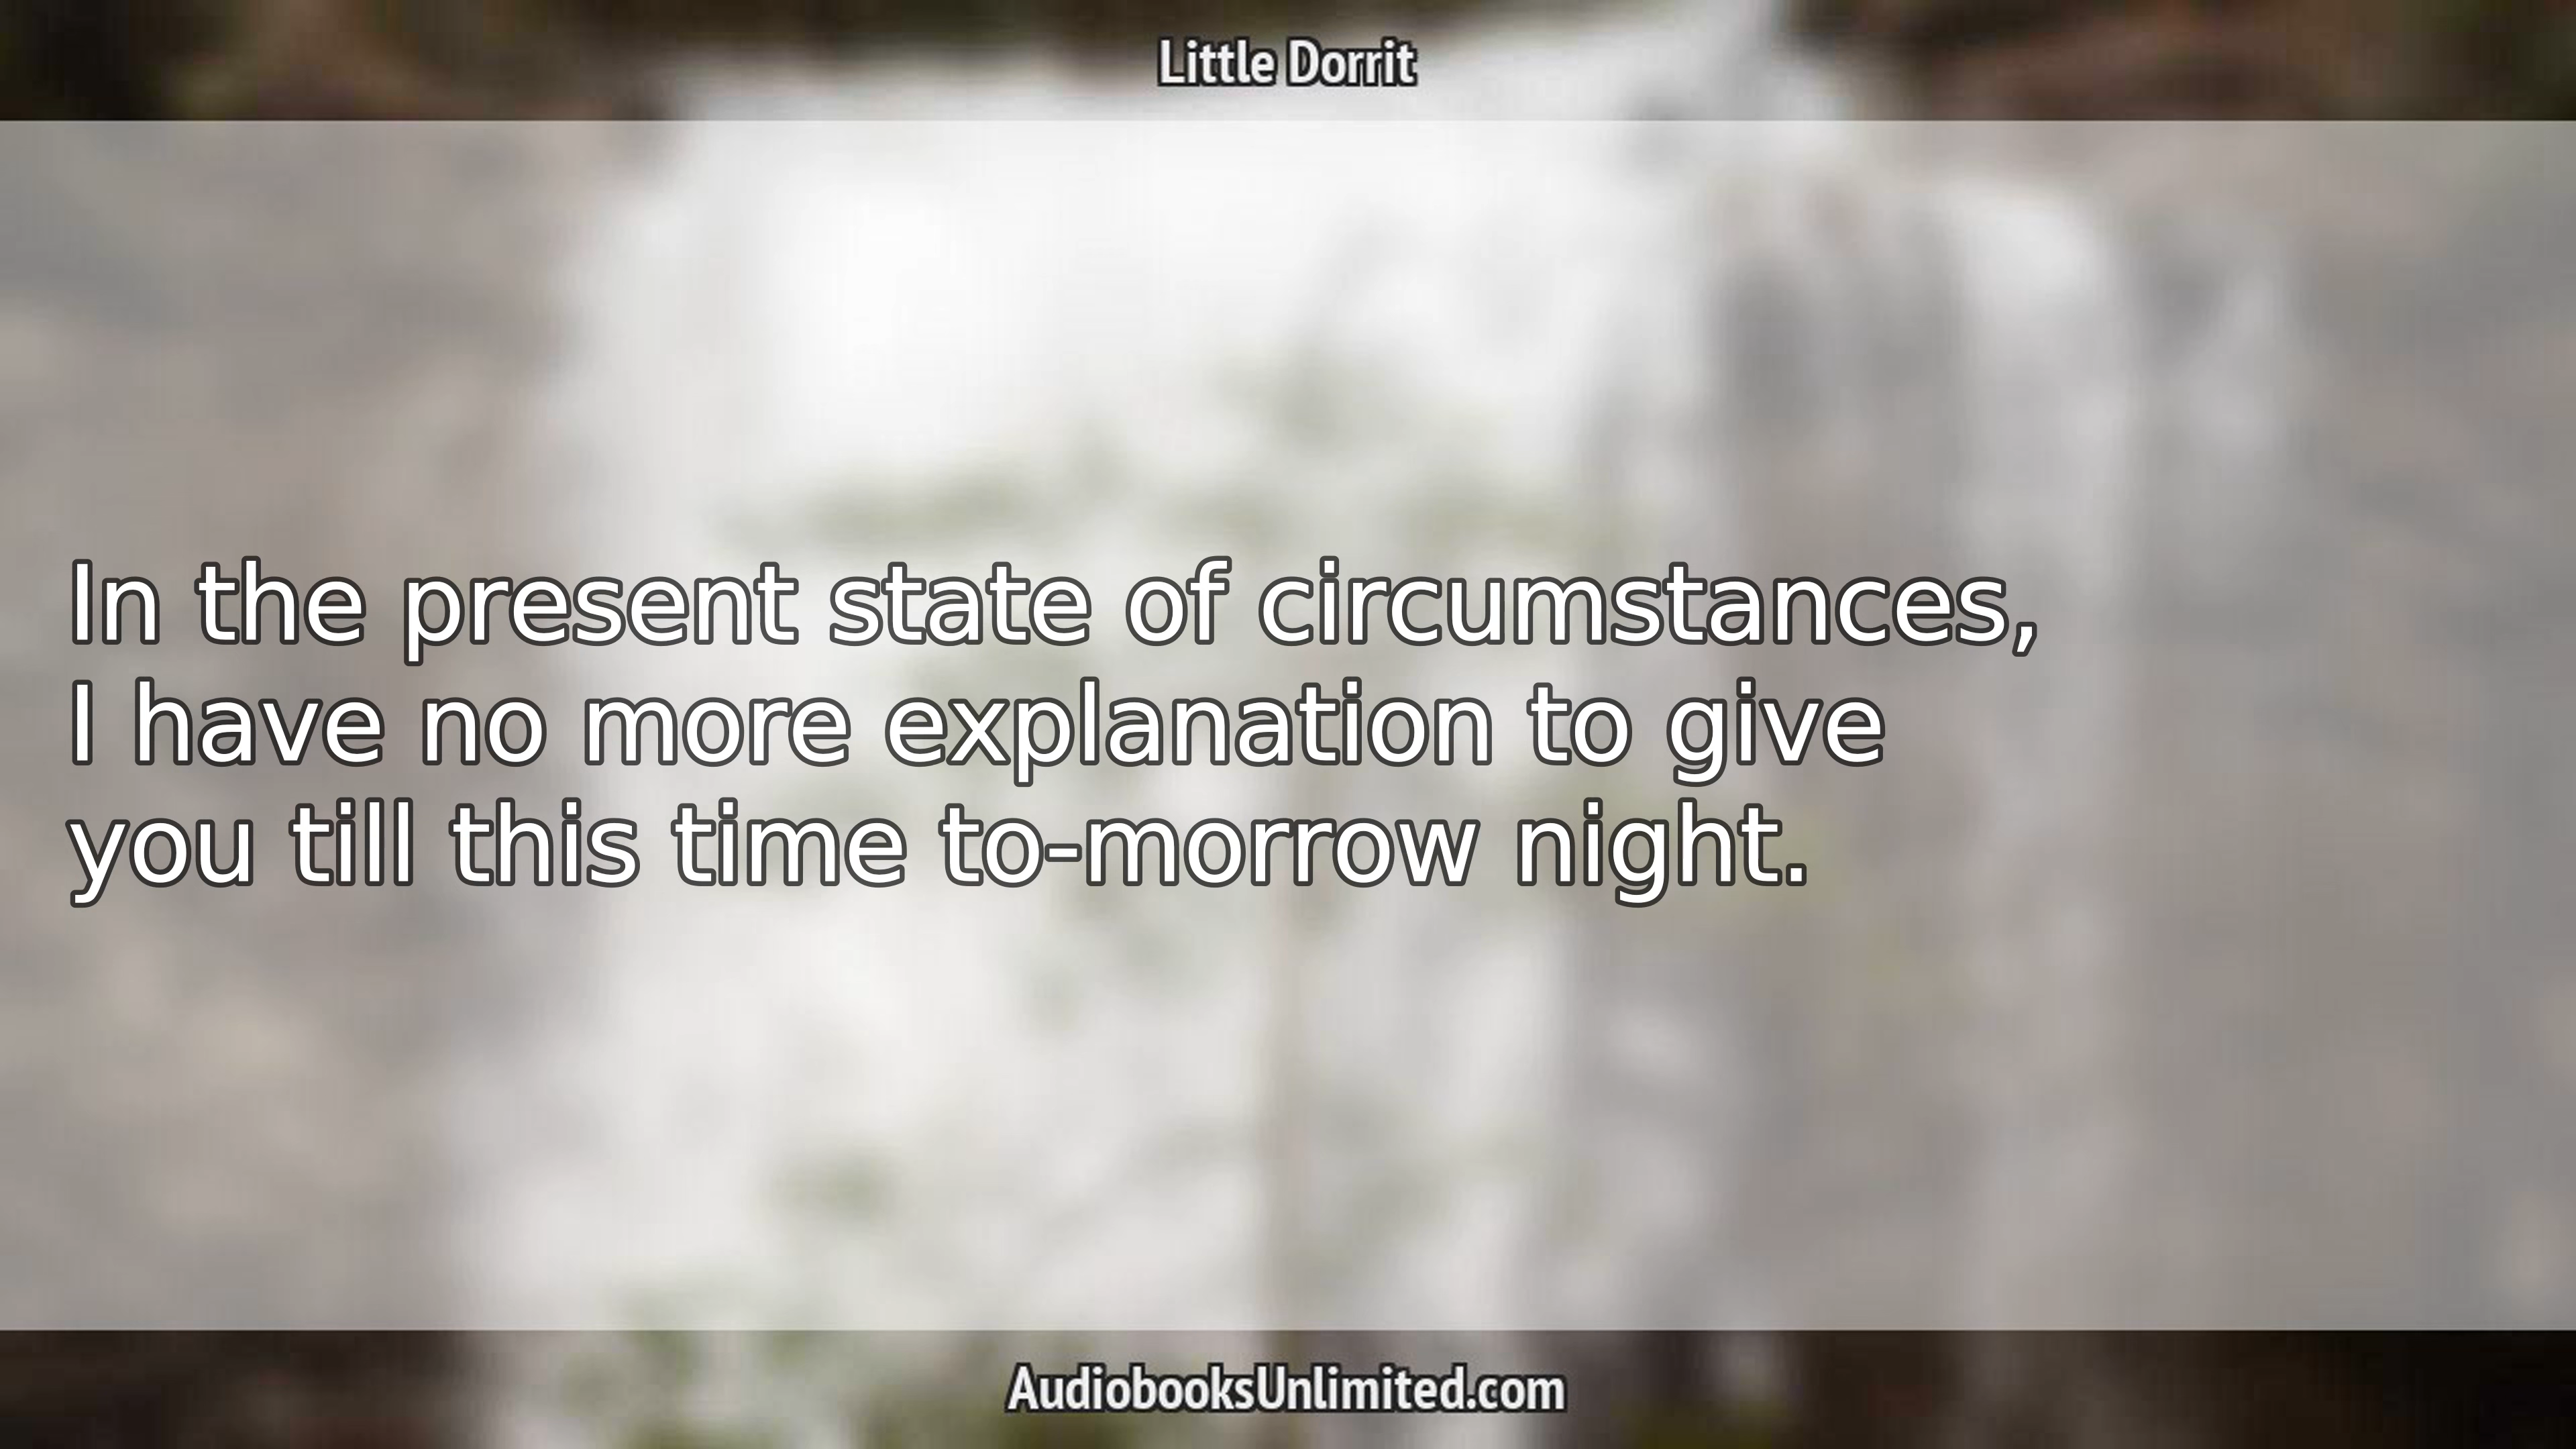 Little Dorrit
In the present state of circumstances,
I have no more explanation to give
you till this time to-morrow night.
AudiobooksUnlimited.com